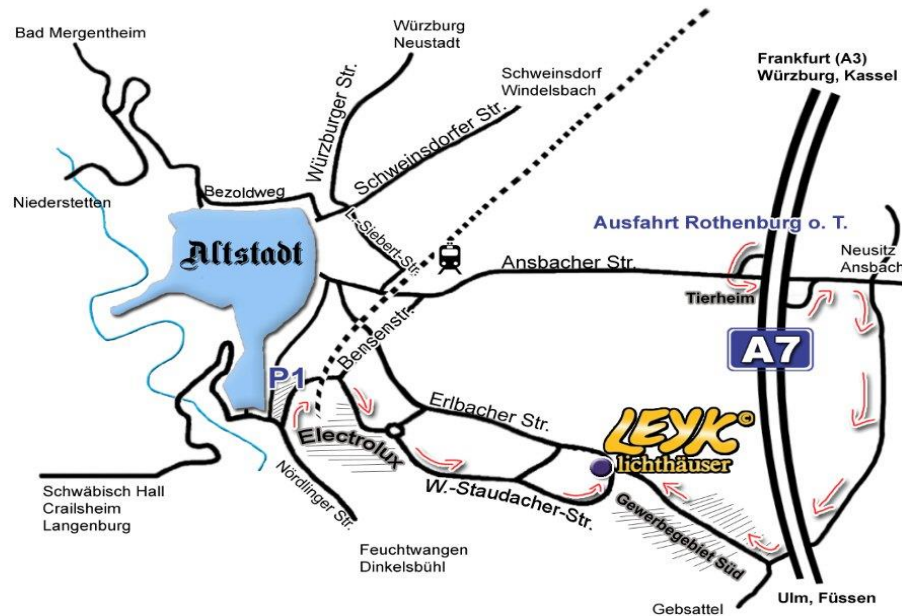 Bad Mergentheim
Würzburg
Neustadt
Frankfurt (A3)
Würzburg, Kassel
Schweinsdorf
Windelsbach
Würzburger Str.
Schweinsdorfer Str.
Niederstetten
Bezoldweg
L.-Siebert-Str.
Ausfahrt Rothenburg o. T.
Altstadt
Ansbacher Str.
Neusitz
Ansbach
Tierheim
Bensenstr.
A7
P1
Erlbacher Str.
LEYK©
lichthäuser
Electrolux
W.-Staudacher-Str.
Nördlinger Str.
Gewerbegebiet Süd
Schwäbisch Hall
Crailsheim
Langenburg
Feuchtwangen
Dinkelsbühl
Ulm, Füssen
Gebsattel